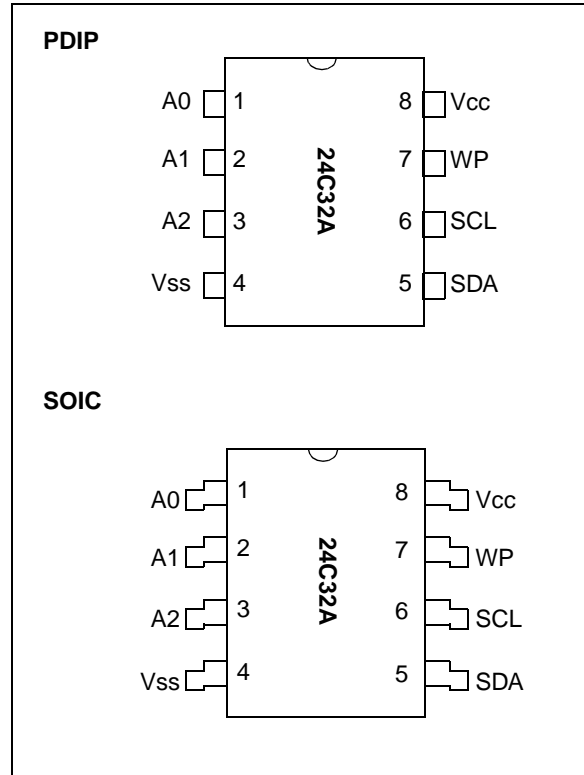 PDIP
A0 1 8 Vcc
A1 2 7 WP
24C32A
A2 3 6 SCL
Vss 4 5 SDA
SOIC
A0 1 8 Vcc
A1 2 7 WP
24C32A
A2 3 6 SCL
Vss 4 5 SDA